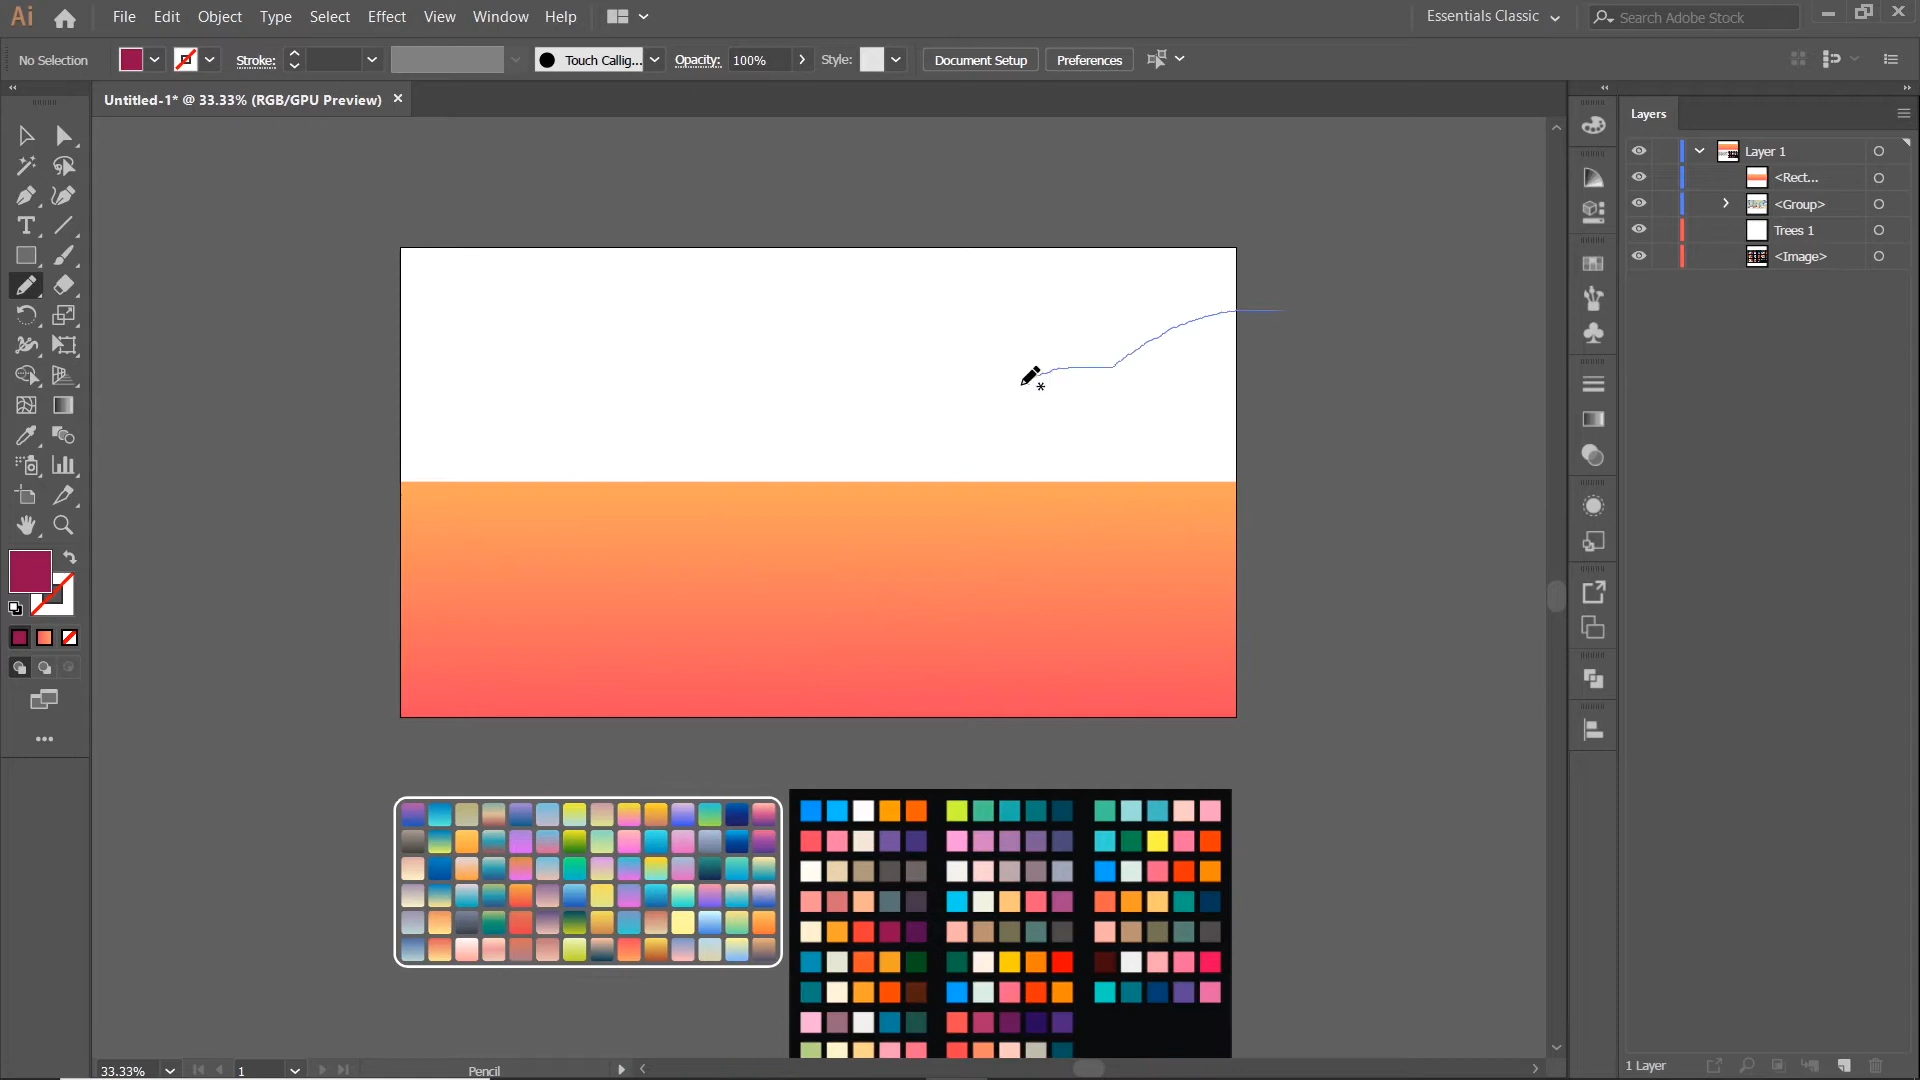 Ai File Edit Object Type Select Effect View Window Help Essentials Classic Search Adobe Stock
No Selection Stroke: Touch Callig... Opacity: 100% Style: Document Setup Preferences
Untitled-1* @ 33.33% (RGB/GPU Preview)
Layers
Layer 1
<Rect...
<Group>
Trees 1
<Image>
33.33% 1 Pencil
1 Layer